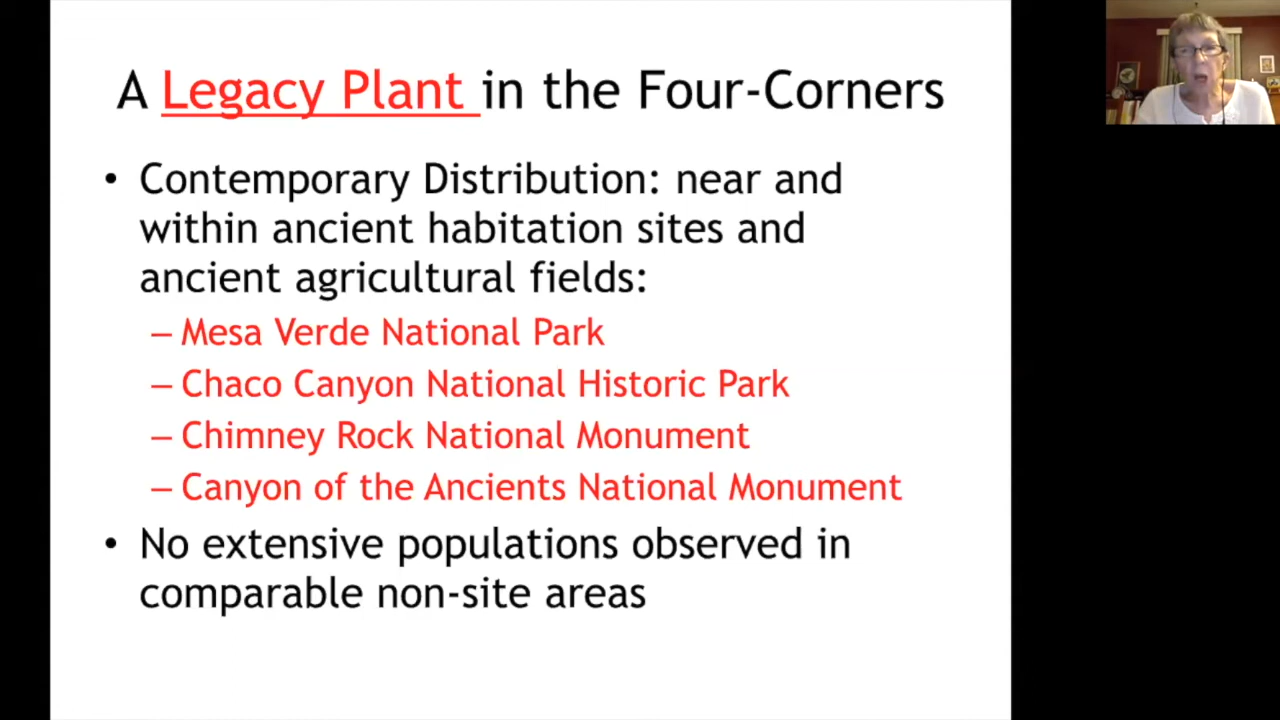 A Legacy Plant in the Four-Corners
• Contemporary Distribution: near and
within ancient habitation sites and
ancient agricultural fields:
– Mesa Verde National Park
– Chaco Canyon National Historic Park
– Chimney Rock National Monument
– Canyon of the Ancients National Monument
• No extensive populations observed in
comparable non-site areas